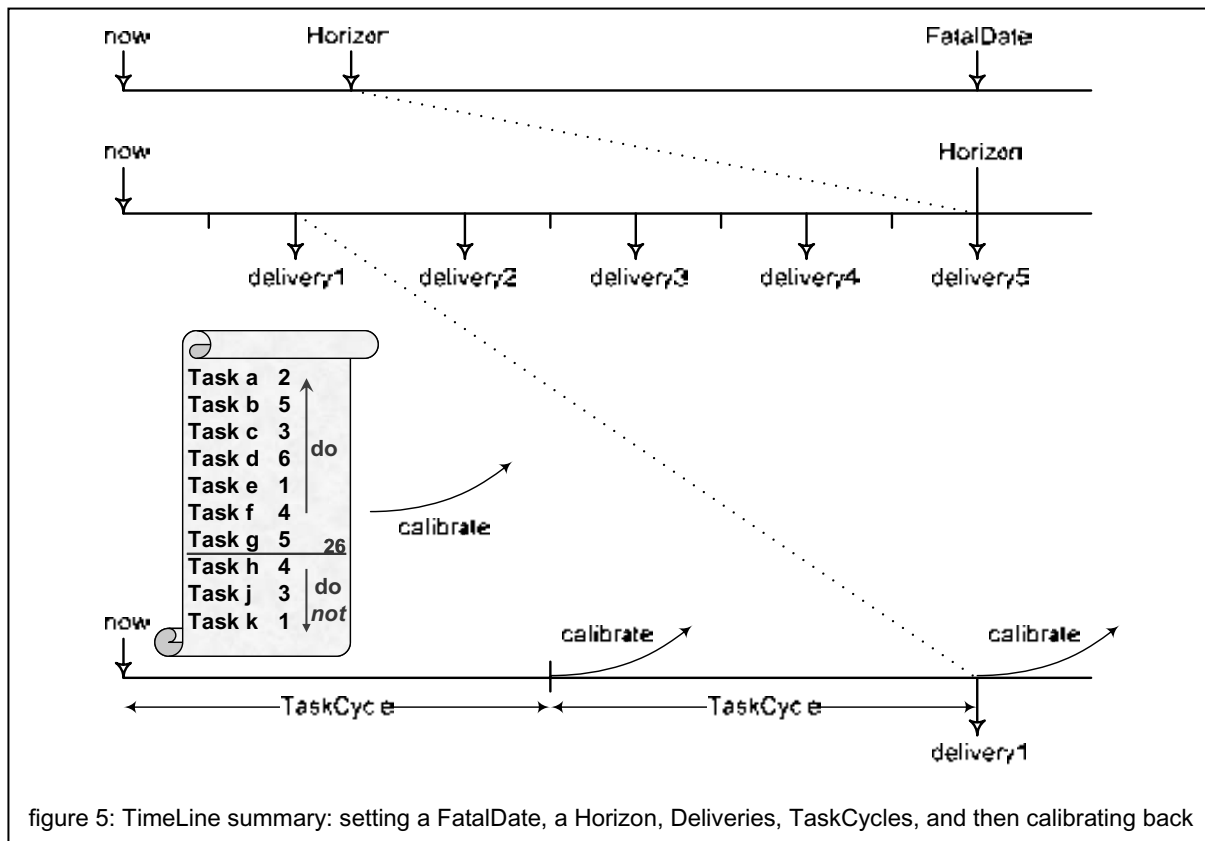 now Horizon FatalDate
now Horizon
delivery1 delivery2 delivery3 delivery4 delivery5
Task a 2
Task b 5
Task c 3
do
Task d 6
Task e 1
Task f 4
calibrate
Task g 5 26
Task h 4
do
Task j 3
not
Task k 1
now calibrate calibrate
TaskCycle TaskCycle
delivery1
figure 5: TimeLine summary: setting a FatalDate, a Horizon, Deliveries, TaskCycles, and then calibrating back